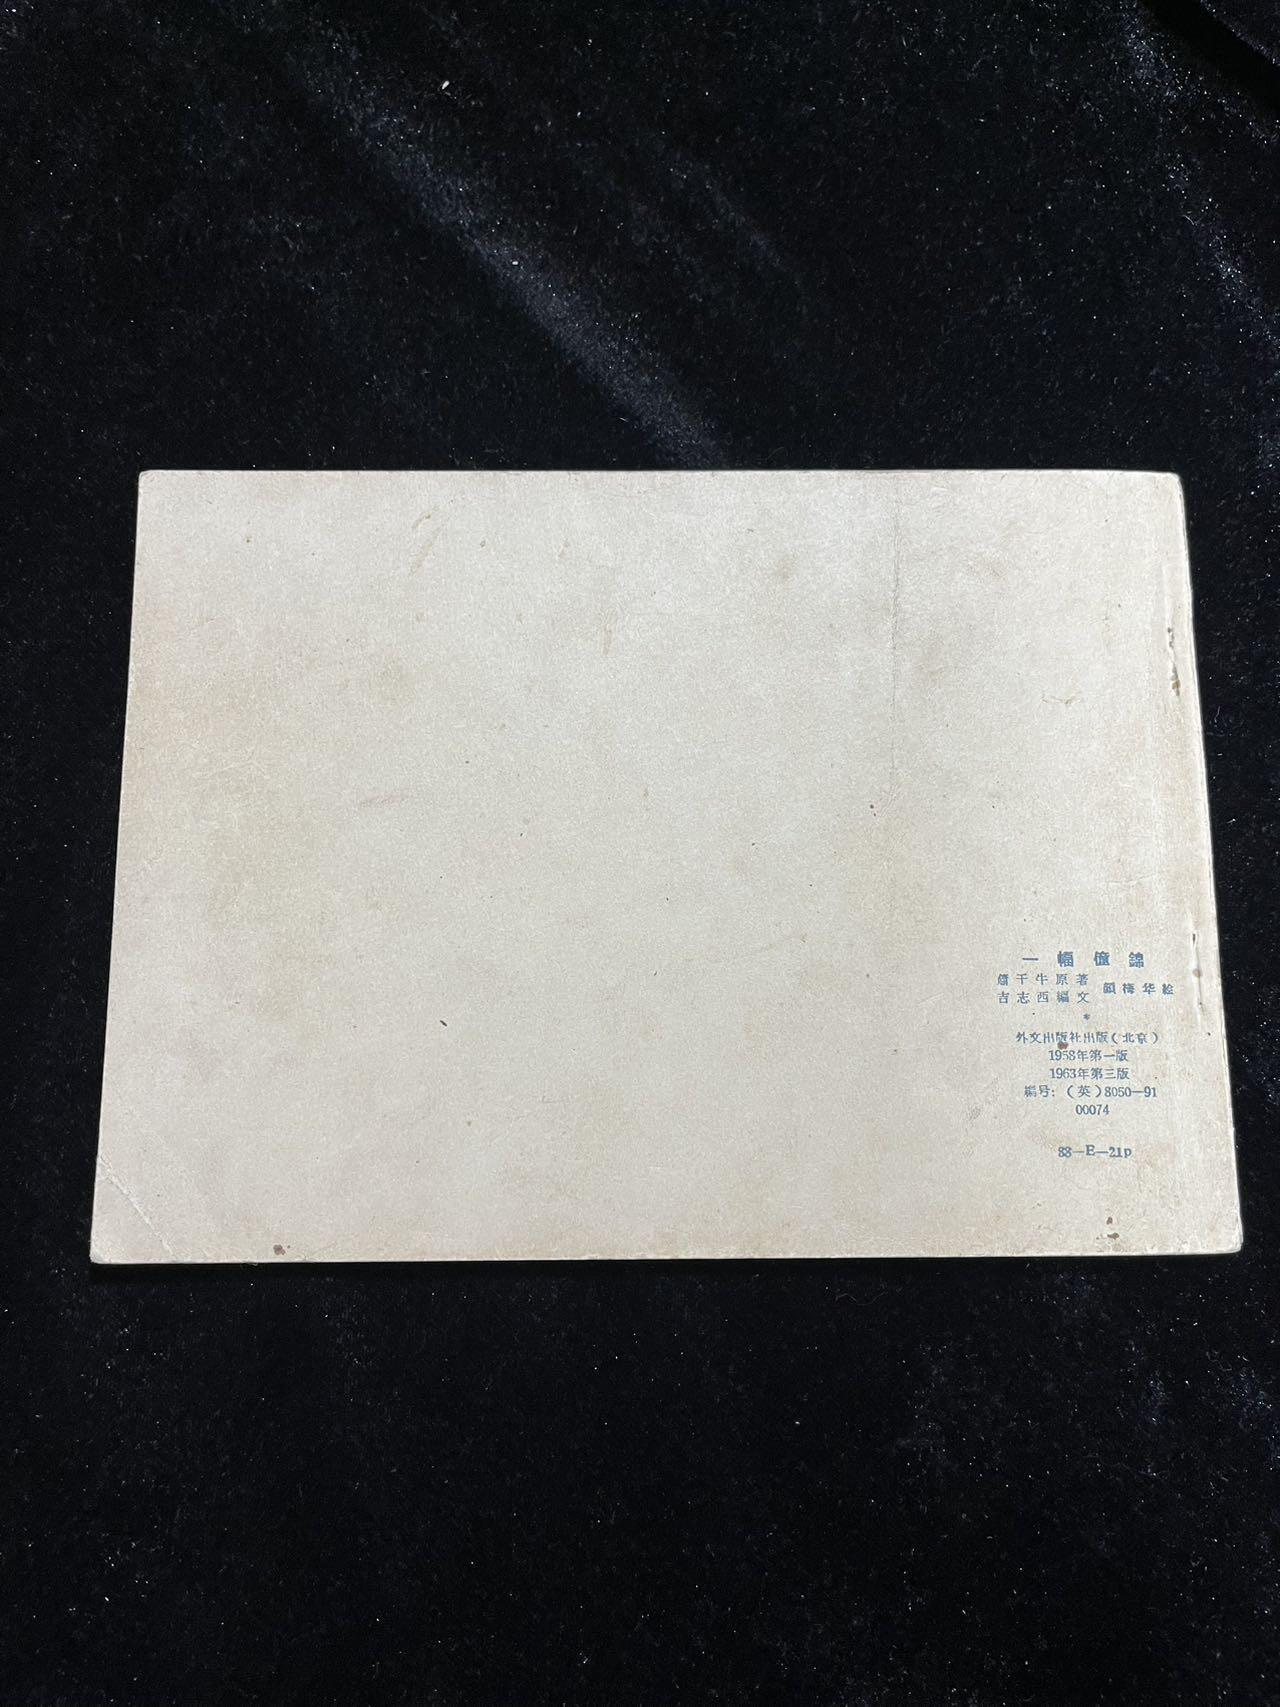 一幅僮錦
蕭干牛原著
吉志西編文 顧梅华絵
*
外文出版社出版(北京)
1958年第一版
1963年第三版
編号:(英)8050—91
00074
88—E—21p